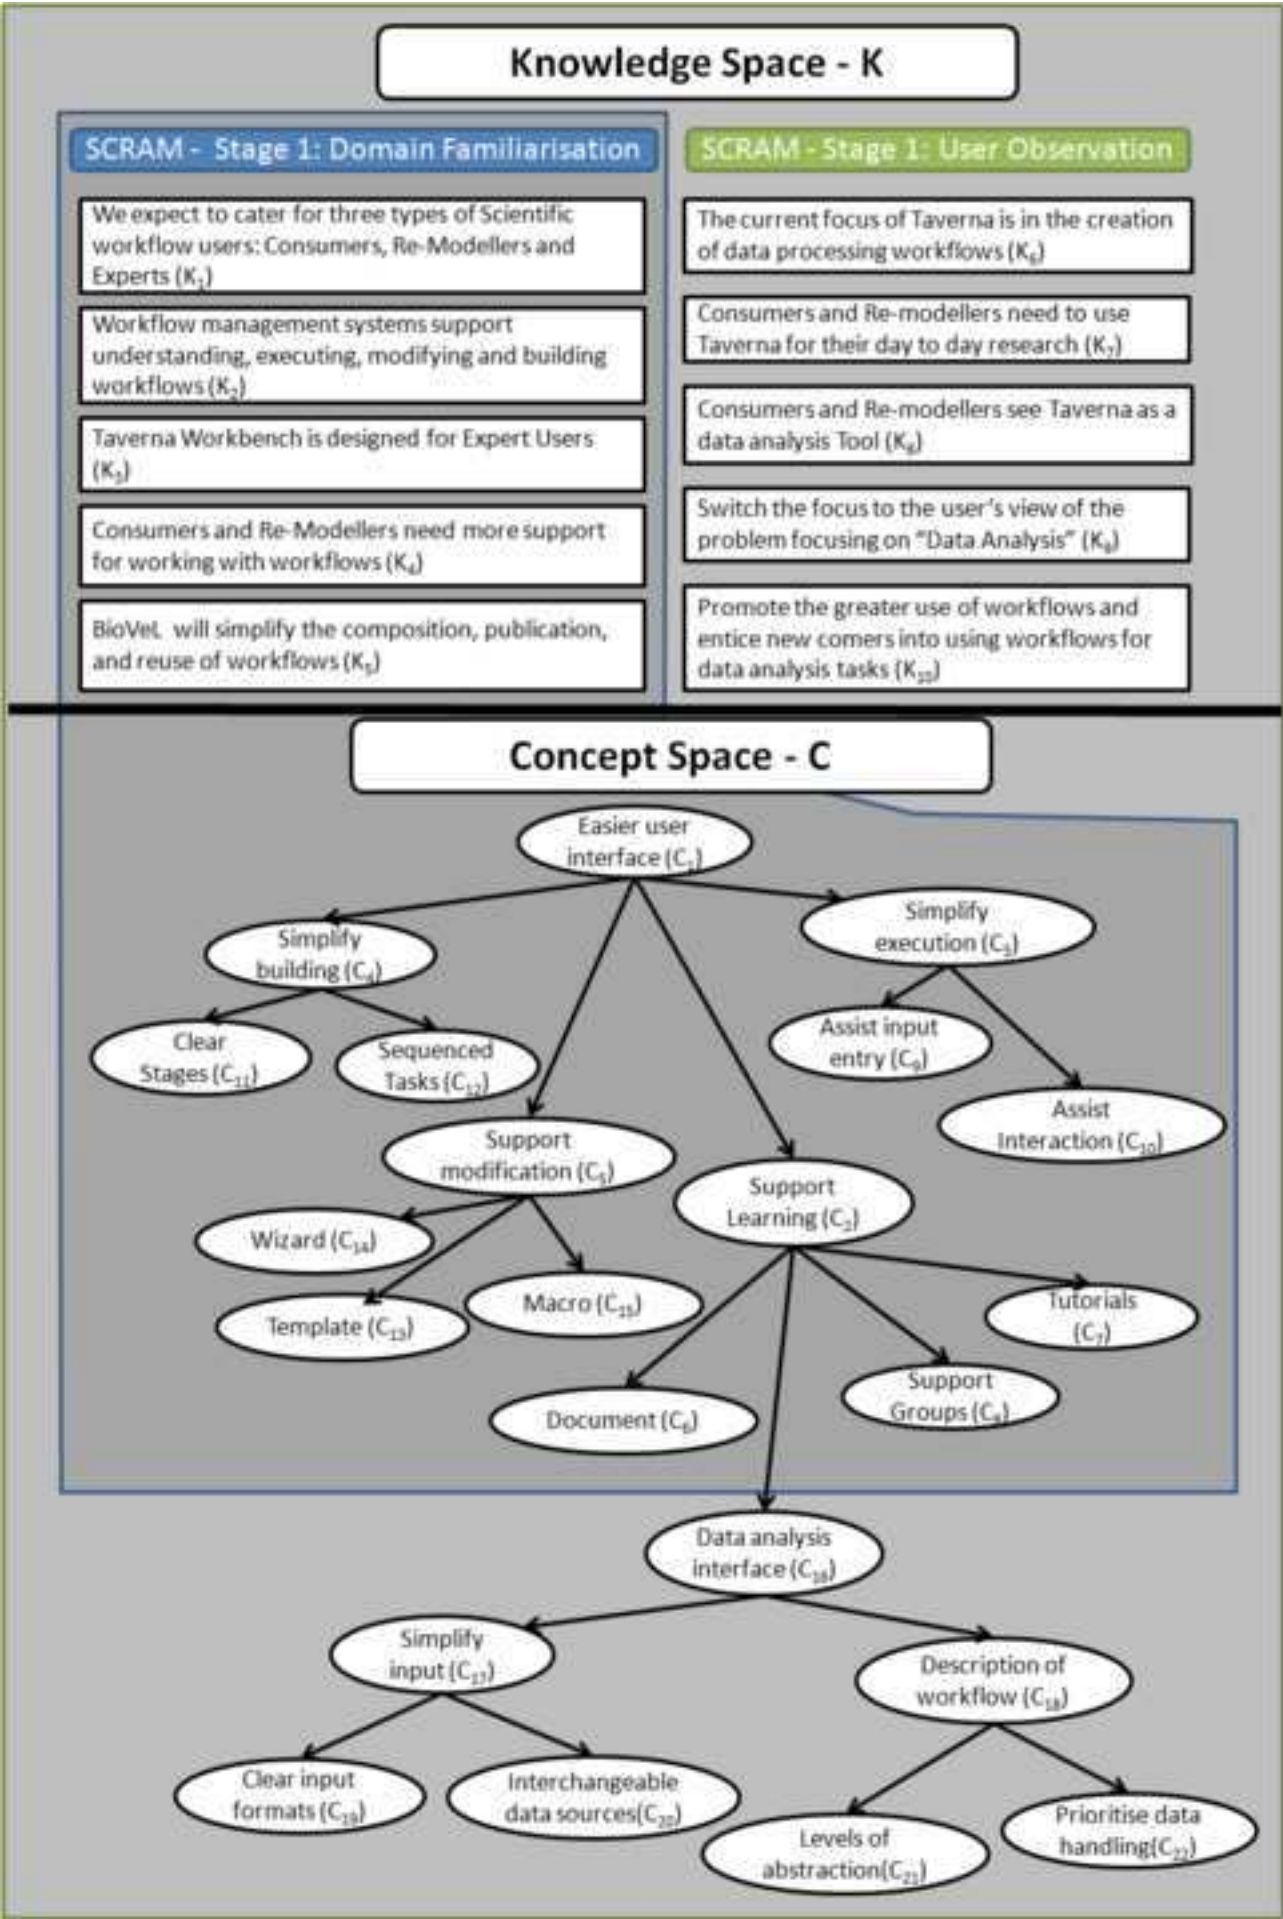 Knowledge Space - K
SCRAM - Stage 1: Domain Familiarisation
We expect to cater for three types of Scientific
workflow users: Consumers, Re-Modellers and
Experts (K₁)
Workflow management systems support
understanding, executing, modifying and building
workflows (K₂)
Taverna Workbench is designed for Expert Users
(K₃)
Consumers and Re-Modellers need more support
for working with workflows (K₄)
BioVeL will simplify the composition, publication,
and reuse of workflows (K₅)
SCRAM - Stage 1: User Observation
The current focus of Taverna is in the creation
of data processing workflows (K₆)
Consumers and Re-modellers need to use
Taverna for their day to day research (K₇)
Consumers and Re-modellers see Taverna as a
data analysis Tool (K₈)
Switch the focus to the user's view of the
problem focusing on "Data Analysis" (K₉)
Promote the greater use of workflows and
entice new comers into using workflows for
data analysis tasks (K₁₀)
Concept Space - C
Easier user
interface (C₁)
Simplify
building (C₄)
Simplify
execution (C₃)
Clear
Stages (C₁₁)
Sequenced
Tasks (C₁₂)
Assist input
entry (C₉)
Assist
Interaction (C₁₀)
Support
modification (C₅)
Support
Learning (C₂)
Wizard (C₁₄)
Template (C₁₃)
Macro (C₁₅)
Tutorials
(C₇)
Document (C₆)
Support
Groups (C₈)
Data analysis
interface (C₁₆)
Simplify
input (C₁₇)
Description of
workflow (C₁₈)
Clear input
formats (C₁₉)
Interchangeable
data sources(C₂₀)
Levels of
abstraction(C₂₁)
Prioritise data
handling(C₂₂)